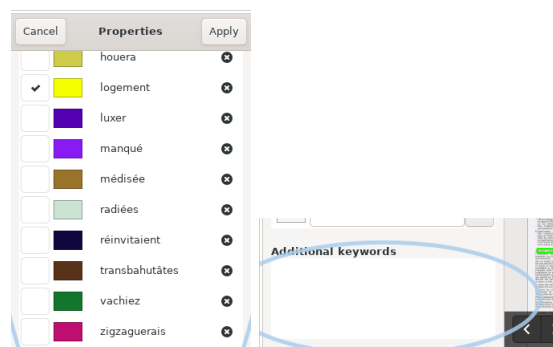 Cancel Properties Apply
houera
logement
luxer
manqué
médisée
radiées
réinvitaient
transbahutâtes
vachiez
zigzaguerais
Additional keywords